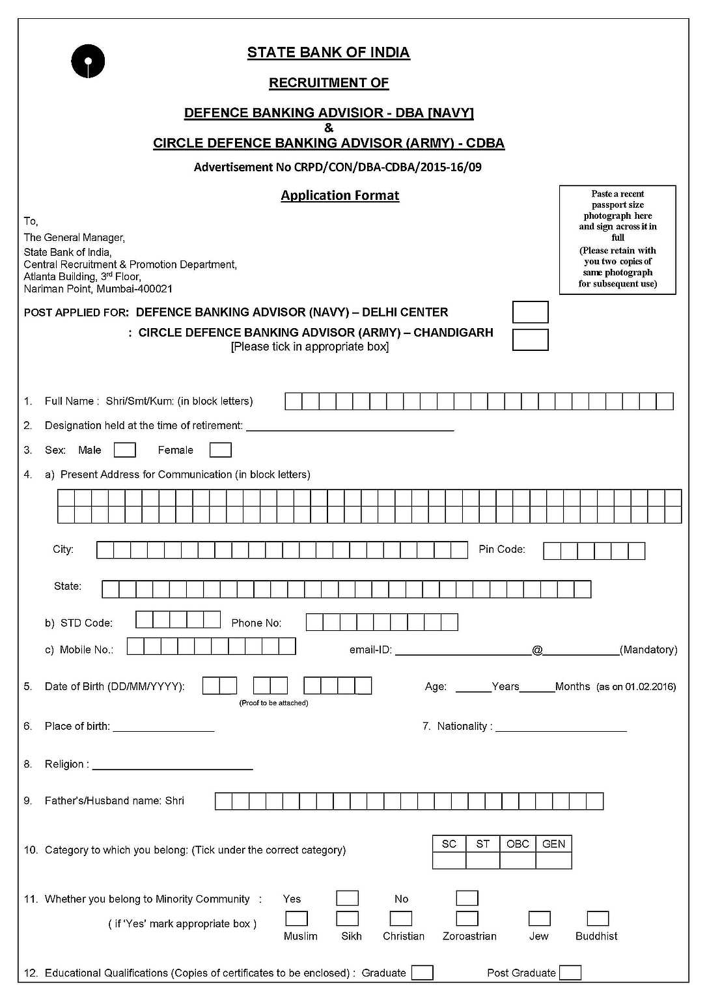 STATE BANK OF INDIA
RECRUITMENT OF
DEFENCE BANKING ADVISIOR - DBA [NAVY]
&
CIRCLE DEFENCE BANKING ADVISOR (ARMY) - CDBA
Advertisement No CRPD/CON/DBA-CDBA/2015-16/09
Application Format
Paste a recent
passport size
photograph here
and sign across it in
full
(Please retain with
you two copies of
same photograph
for subsequent use)
To,
The General Manager,
State Bank of India,
Central Recruitment & Promotion Department,
Atlanta Building, 3rd Floor,
Nariman Point, Mumbai-400021
POST APPLIED FOR: DEFENCE BANKING ADVISOR (NAVY) – DELHI CENTER
: CIRCLE DEFENCE BANKING ADVISOR (ARMY) – CHANDIGARH
[Please tick in appropriate box]
1. Full Name : Shri/Smt/Kum: (in block letters)
2. Designation held at the time of retirement:
3. Sex: Male Female
4. a) Present Address for Communication (in block letters)
City: Pin Code:
State:
b) STD Code: Phone No:
c) Mobile No.: email-ID: @ (Mandatory)
5. Date of Birth (DD/MM/YYYY): Age: Years Months (as on 01.02.2016)
(Proof to be attached)
6. Place of birth: 7. Nationality :
8. Religion :
9. Father's/Husband name: Shri
10. Category to which you belong: (Tick under the correct category) SC ST OBC GEN
11. Whether you belong to Minority Community : Yes No
( if ‘Yes’ mark appropriate box )
Muslim Sikh Christian Zoroastrian Jew Buddhist
12. Educational Qualifications (Copies of certificates to be enclosed) : Graduate Post Graduate